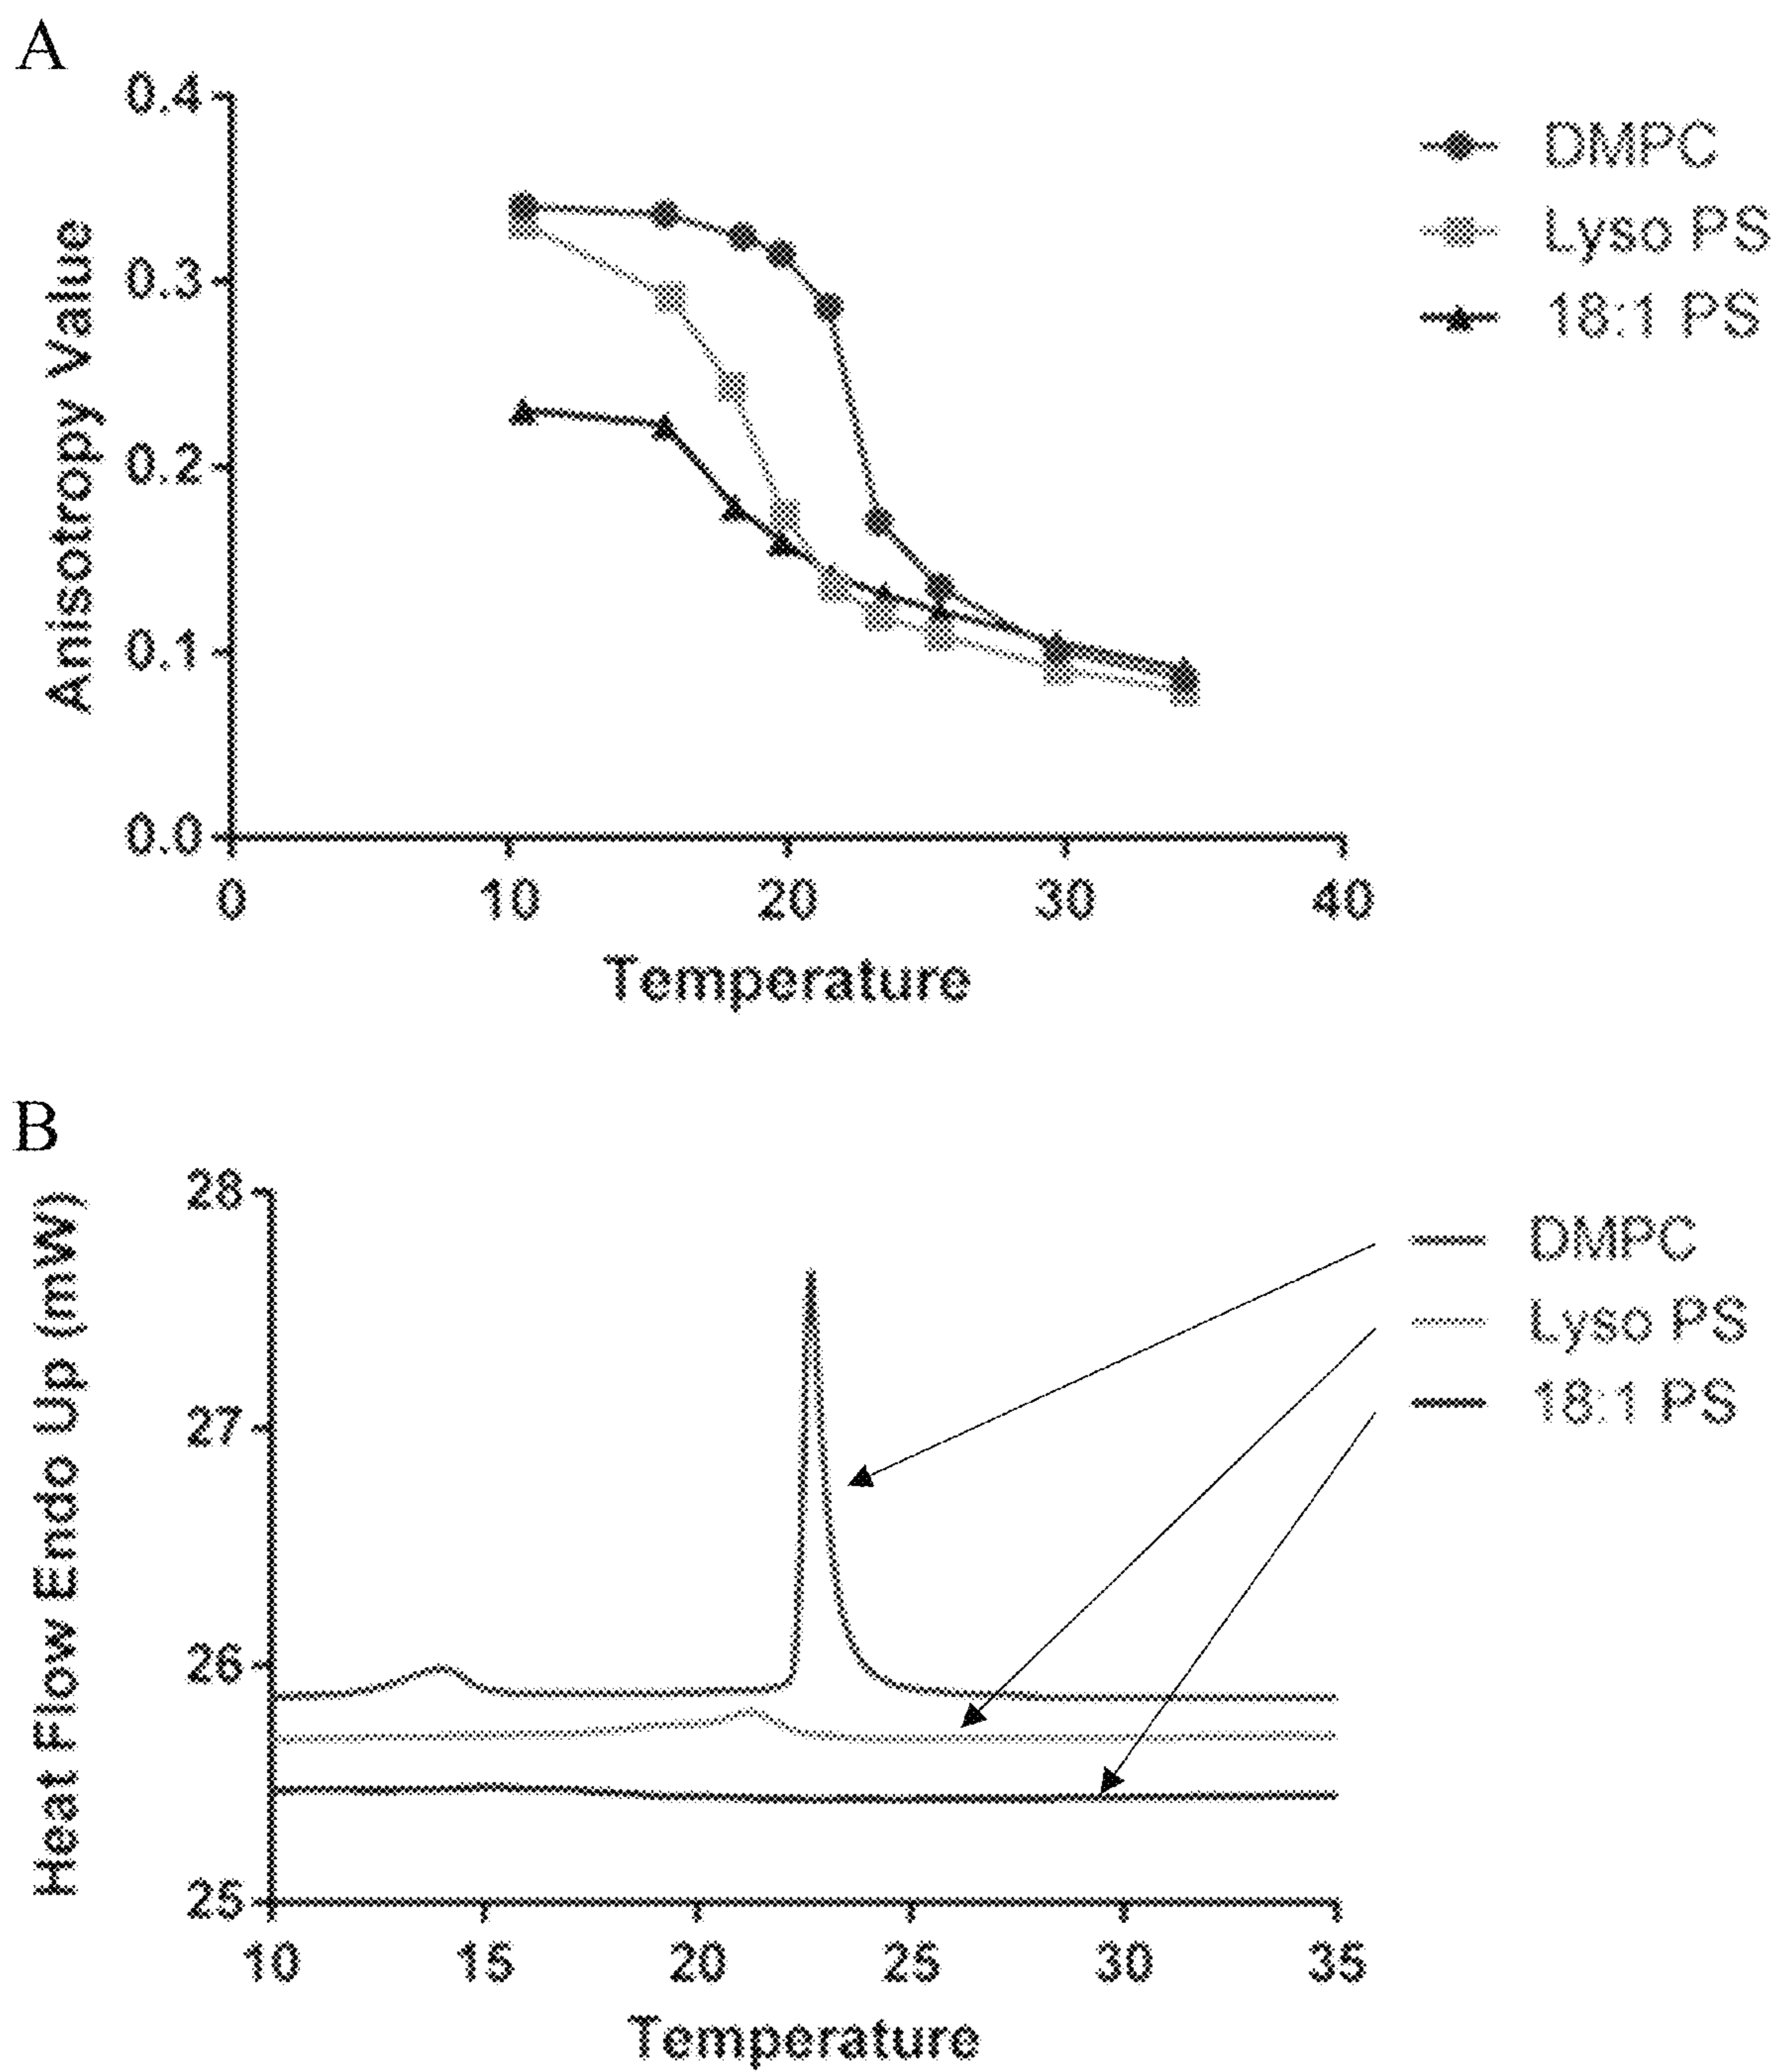 A
0.4
0.3
0.2
0.1
0.0
Anisotropy Value
0 10 20 30 40
Temperature
DMPC
Lyso PS
18:1 PS
B
28
27
26
25
Heat Flow Endo Up (mW)
10 15 20 25 30 35
Temperature
DMPC
Lyso PS
18:1 PS